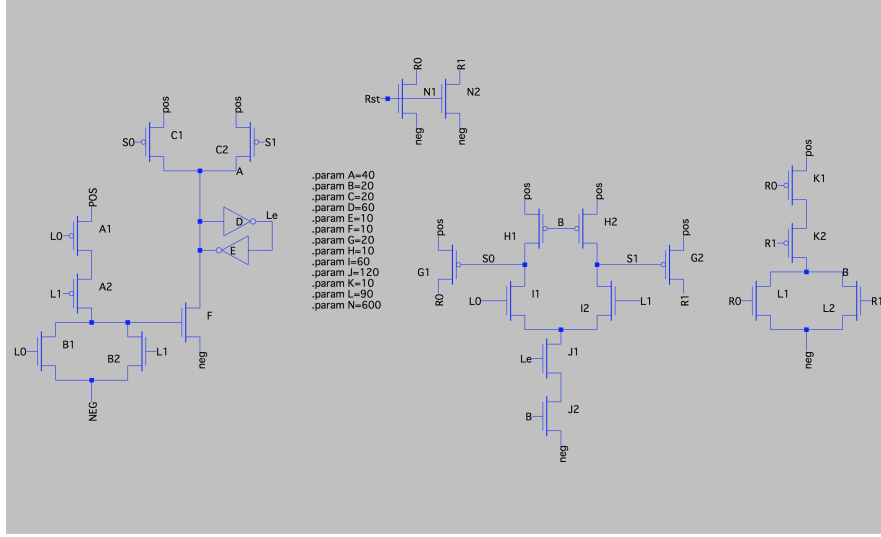 R0
R1
Rst
N1
N2
neg
neg
pos
pos
S0
C1
C2
S1
A
POS
L0
A1
L1
A2
D
Le
E
F
neg
L0
B1
B2
L1
NEG
.param A=40
.param B=20
.param C=20
.param D=60
.param E=10
.param F=10
.param G=20
.param H=10
.param I=60
.param J=120
.param K=10
.param L=90
.param N=600
pos
pos
H1
B
H2
pos
G1
S0
R0
pos
S1
G2
R1
L0
I1
I2
L1
Le
J1
B
J2
neg
pos
R0
K1
R1
K2
B
R0
L1
L2
R1
neg